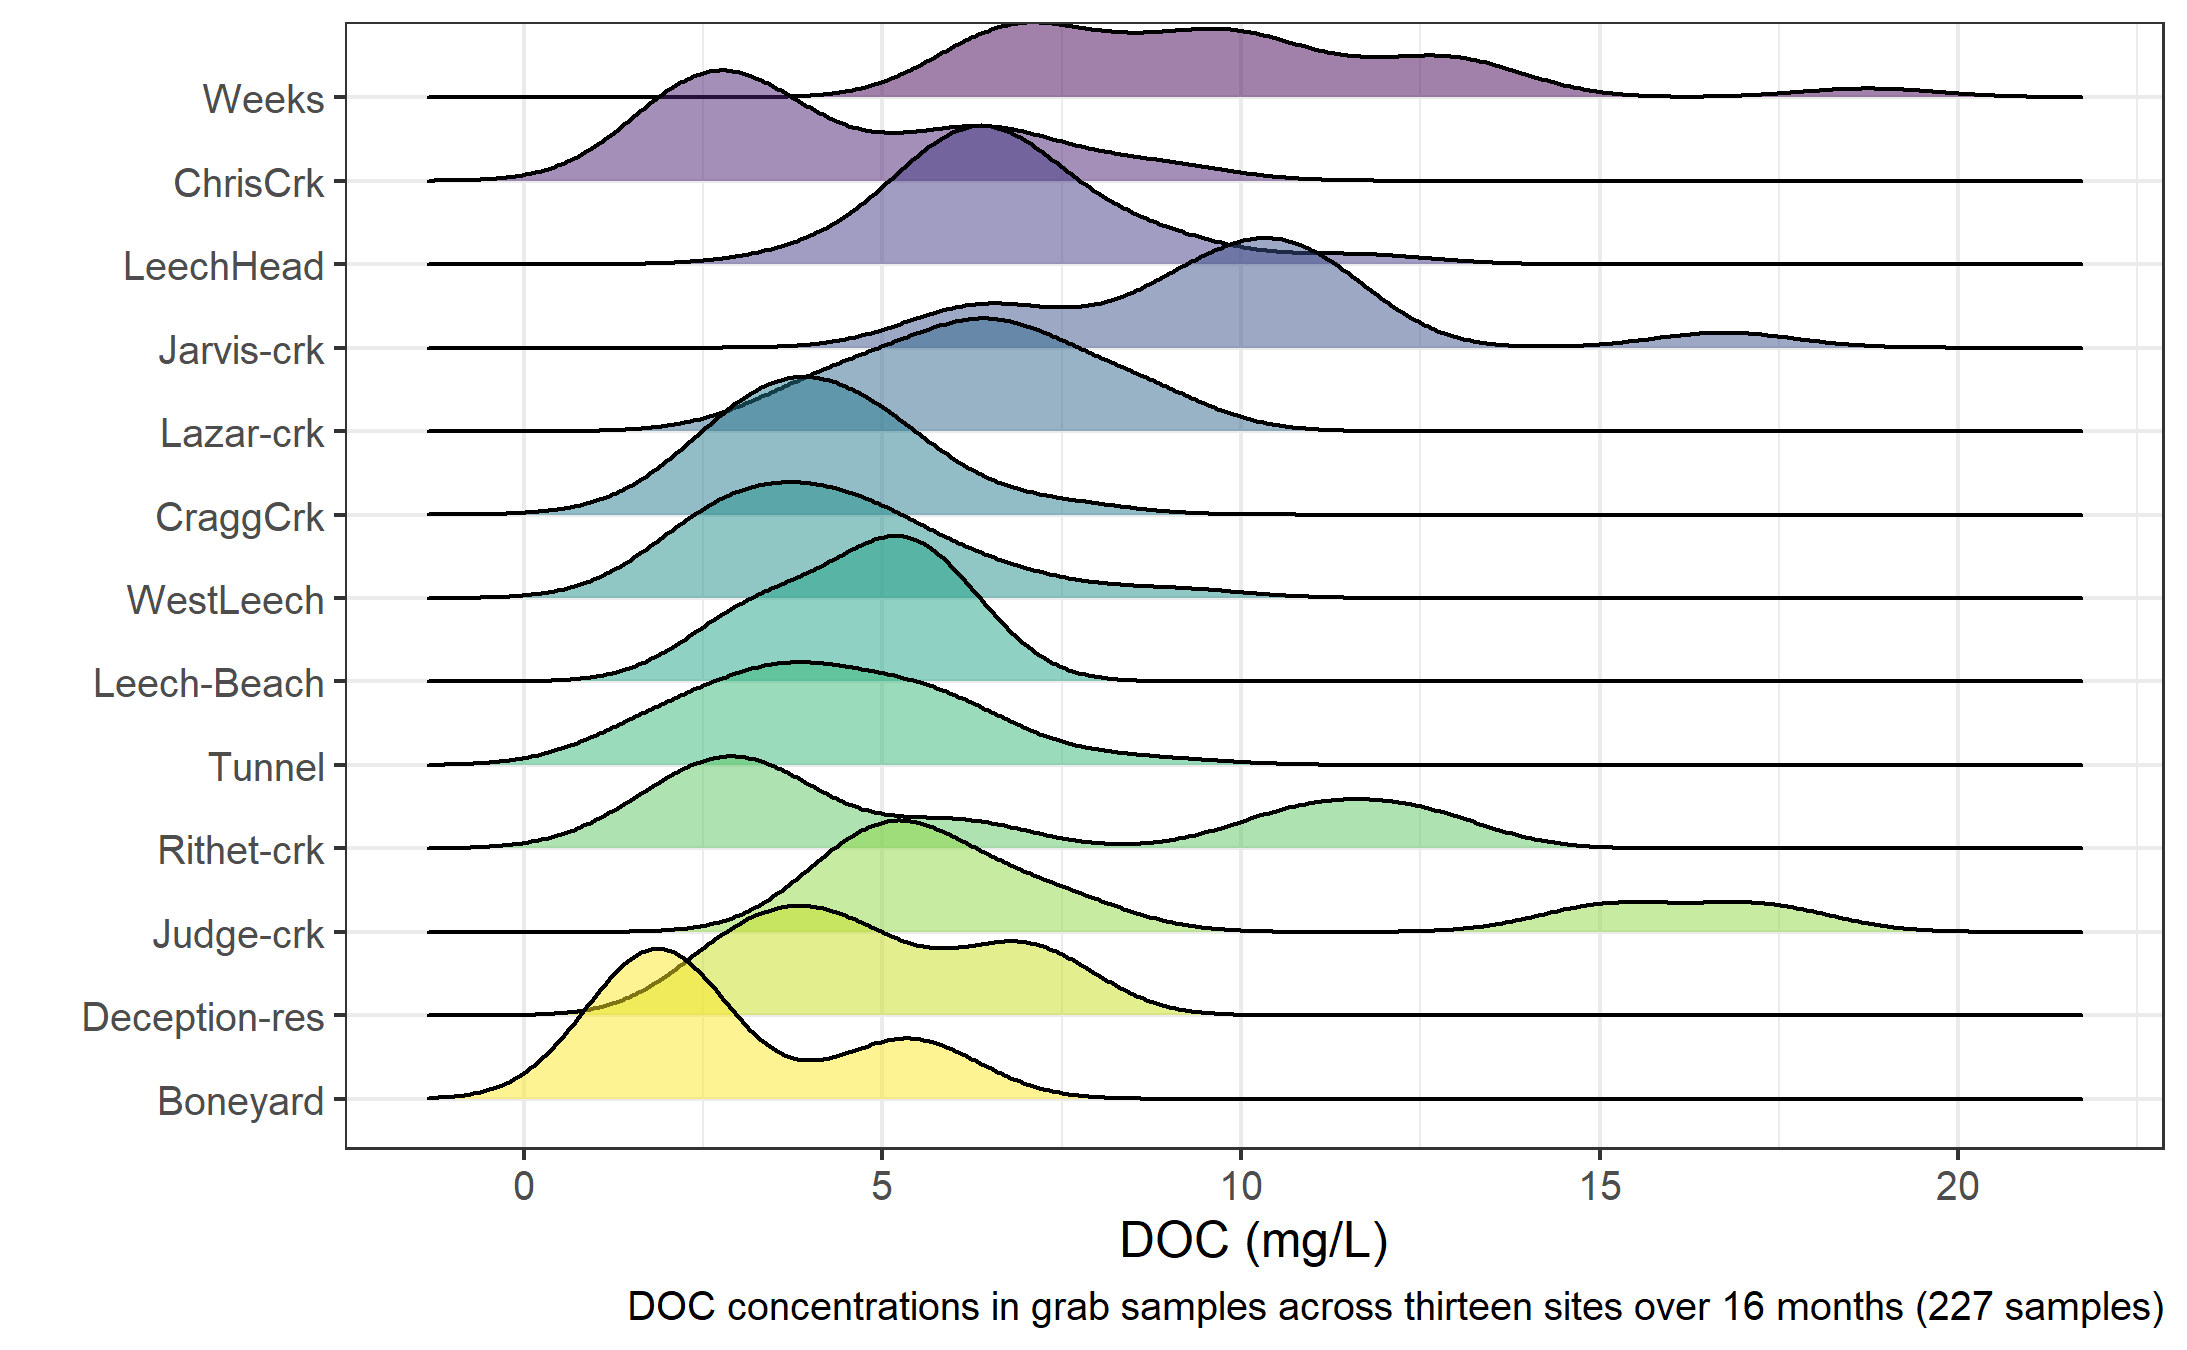 Weeks
ChrisCrk
LeechHead
Jarvis-crk
Lazar-crk
CraggCrk
WestLeech
Leech-Beach
Tunnel
Rithet-crk
Judge-crk
Deception-res
Boneyard
0 5 10 15 20
DOC (mg/L)
DOC concentrations in grab samples across thirteen sites over 16 months (227 samples)